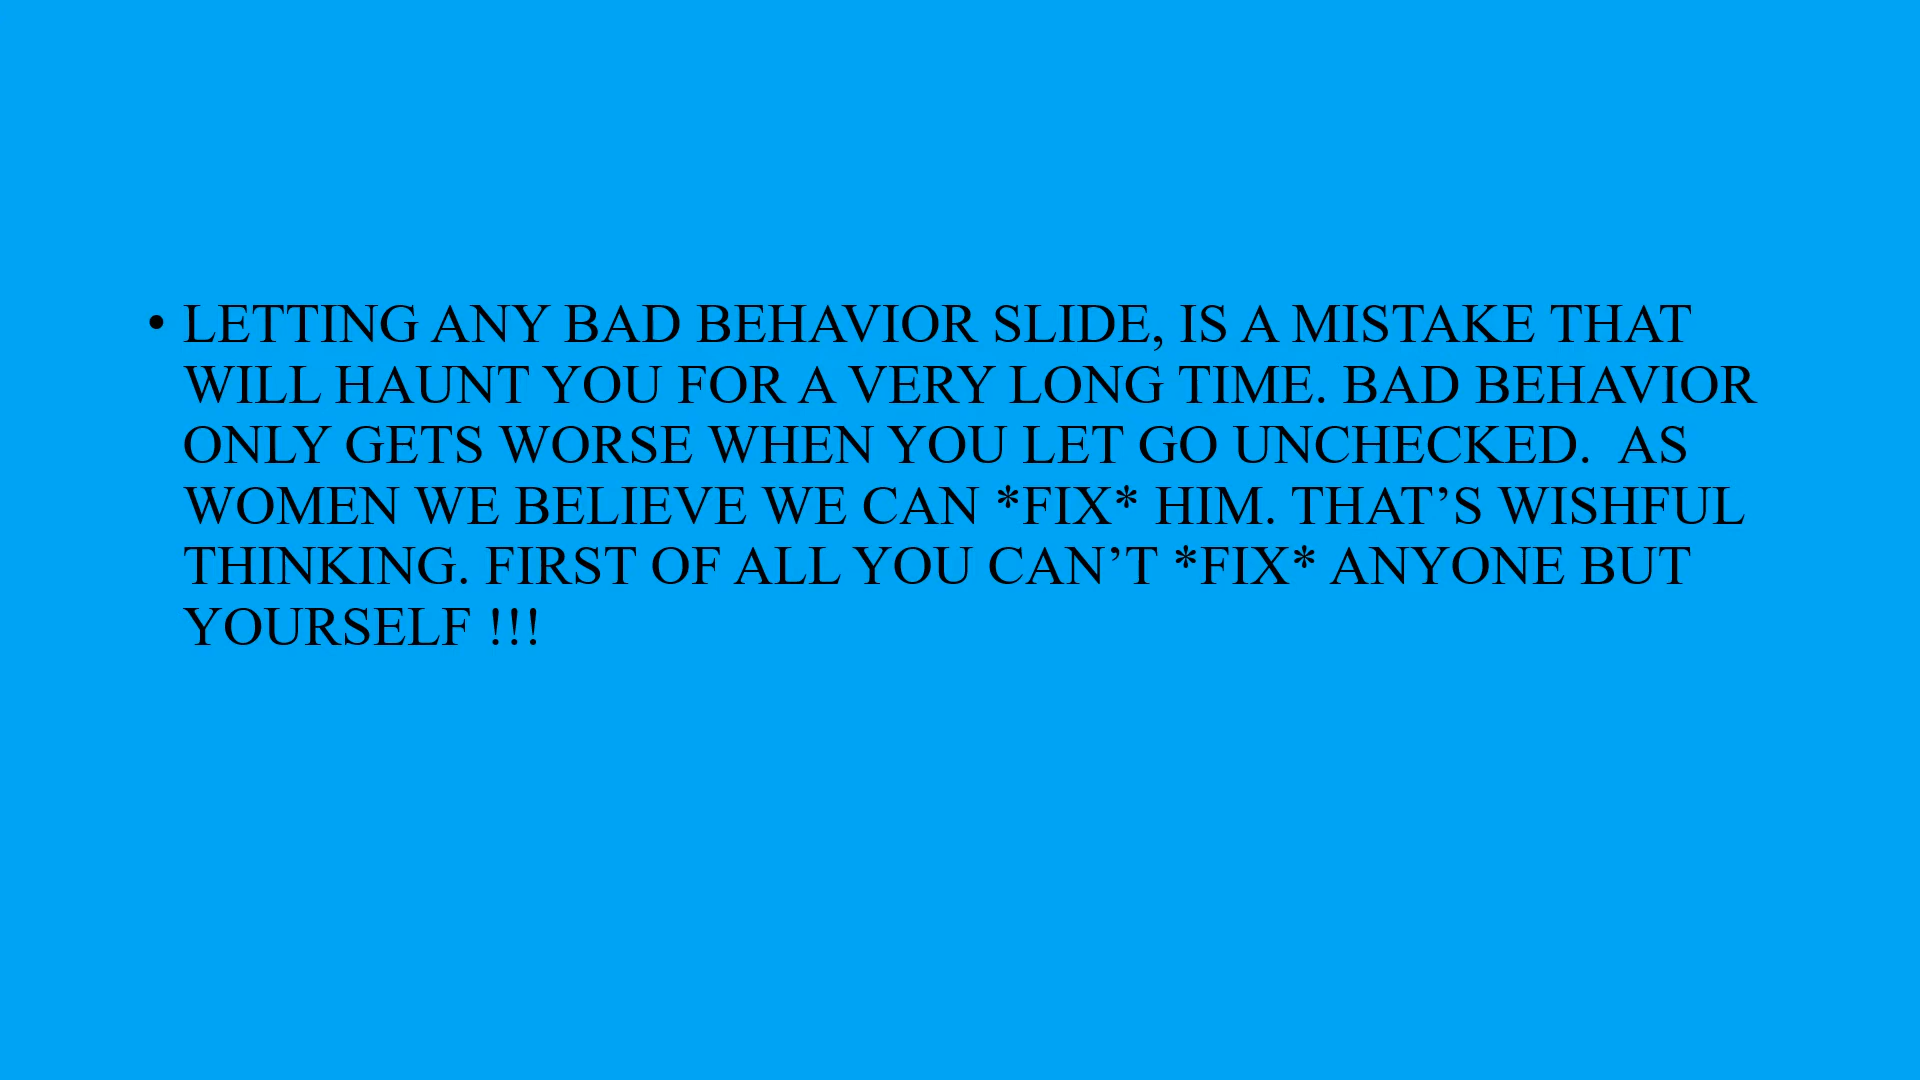 • LETTING ANY BAD BEHAVIOR SLIDE, IS A MISTAKE THAT
WILL HAUNT YOU FOR A VERY LONG TIME. BAD BEHAVIOR
ONLY GETS WORSE WHEN YOU LET GO UNCHECKED.  AS
WOMEN WE BELIEVE WE CAN *FIX* HIM. THAT’S WISHFUL
THINKING. FIRST OF ALL YOU CAN’T *FIX* ANYONE BUT
YOURSELF !!!